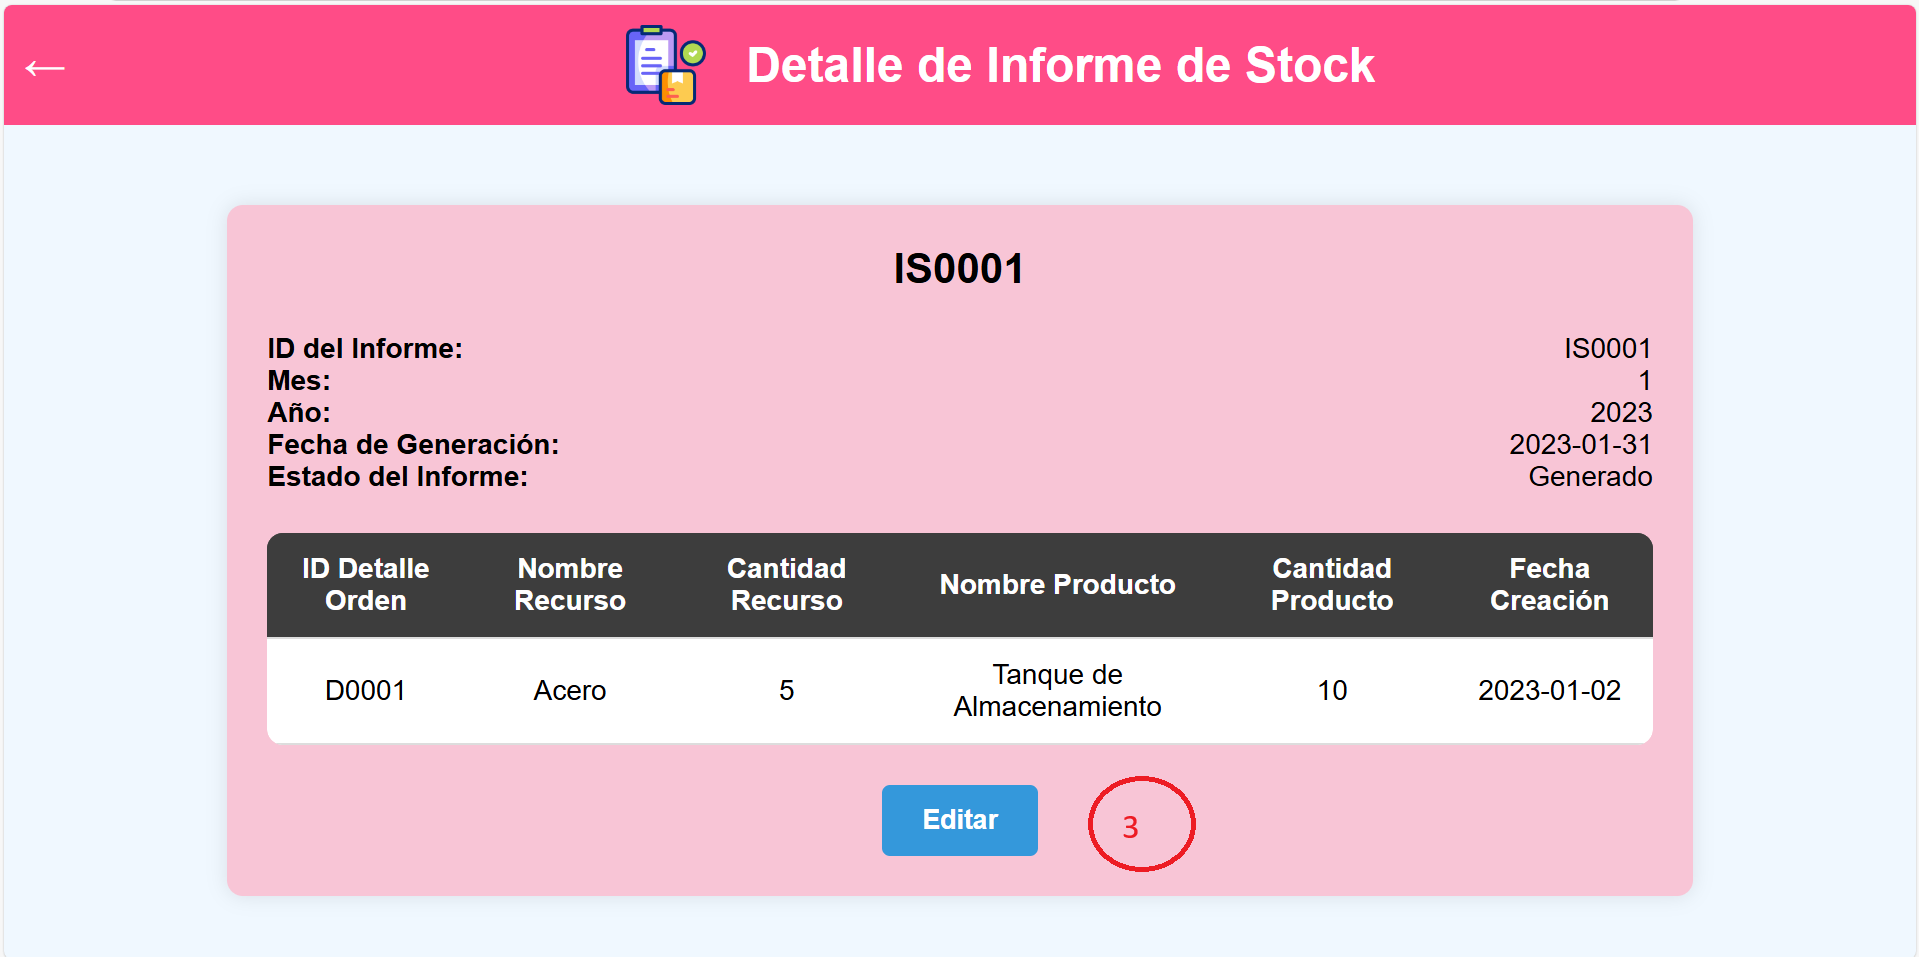 ←
Detalle de Informe de Stock
IS0001
ID del Informe: IS0001
Mes: 1
Año: 2023
Fecha de Generación: 2023-01-31
Estado del Informe: Generado
ID Detalle Orden Nombre Recurso Cantidad Recurso Nombre Producto Cantidad Producto Fecha Creación
D0001 Acero 5 Tanque de Almacenamiento 10 2023-01-02
Editar 3